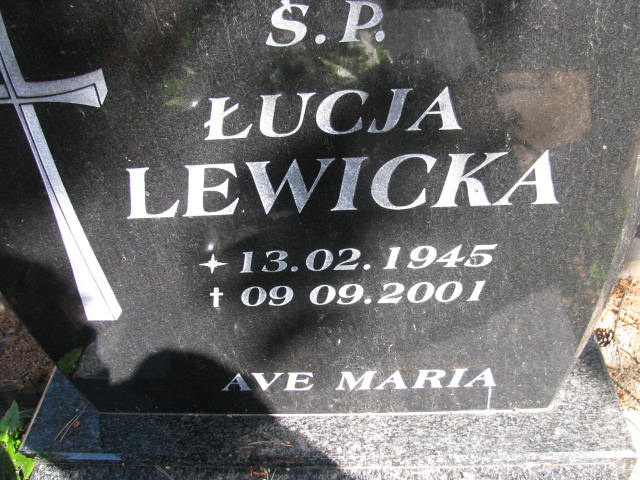 Ś.P.
ŁUCJA
LEWICKA
13.02.1945
09 09.2001
AVE MARIA